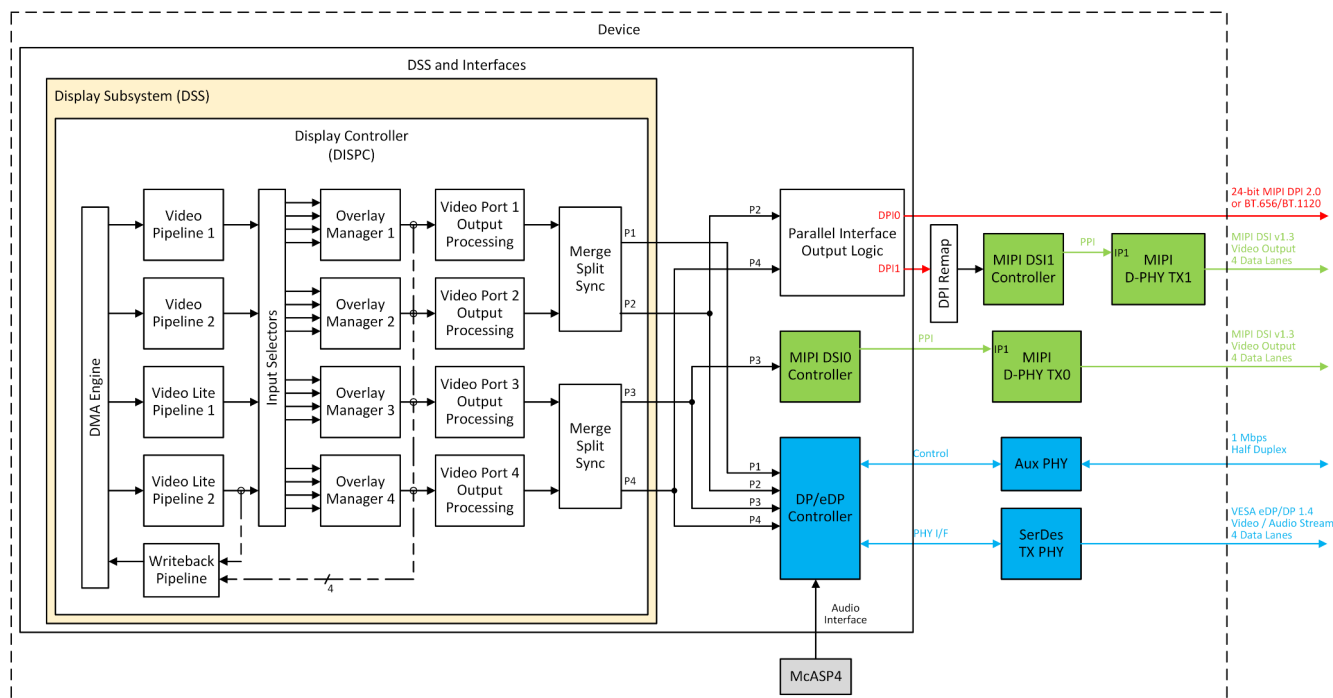 Device
DSS and Interfaces
Display Subsystem (DSS)
Display Controller
(DISPC)
DMA Engine
Video
Pipeline 1
Video
Pipeline 2
Video Lite
Pipeline 1
Video Lite
Pipeline 2
Writeback
Pipeline
4
Input Selectors
Overlay
Manager 1
Overlay
Manager 2
Overlay
Manager 3
Overlay
Manager 4
Video Port 1
Output
Processing
Video Port 2
Output
Processing
Video Port 3
Output
Processing
Video Port 4
Output
Processing
Merge
Split
Sync
P1
P2
Merge
Split
Sync
P3
P4
P2
P4
Parallel Interface
Output Logic
DPI0
DPI1
DPI Remap
MIPI DSI1
Controller
PPI
IP1
MIPI
D-PHY TX1
24-bit MIPI DPI 2.0
or BT.656/BT.1120
MIPI DSI v1.3
Video Output
4 Data Lanes
P3
MIPI DSI0
Controller
PPI
IP1
MIPI
D-PHY TX0
MIPI DSI v1.3
Video Output
4 Data Lanes
P1
P2
P3
P4
DP/eDP
Controller
Control
Aux PHY
1 Mbps
Half Duplex
PHY I/F
SerDes
TX PHY
VESA eDP/DP 1.4
Video / Audio Stream
4 Data Lanes
Audio
Interface
McASP4